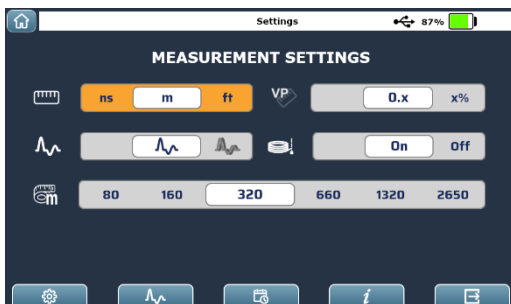 Settings
87%
MEASUREMENT SETTINGS
ns m ft VP 0.x x%
On Off
m 80 160 320 660 1320 2650
i